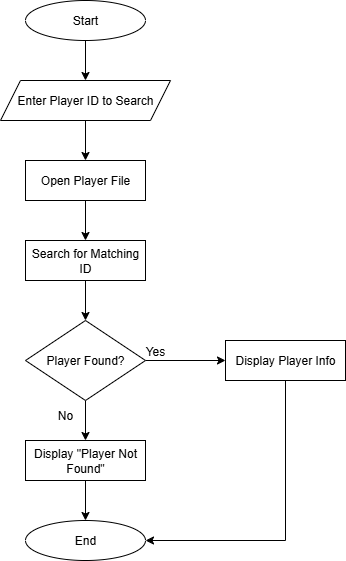 Start
Enter Player ID to Search
Open Player File
Search for Matching
ID
Player Found?
Yes
Display Player Info
No
Display "Player Not
Found"
End